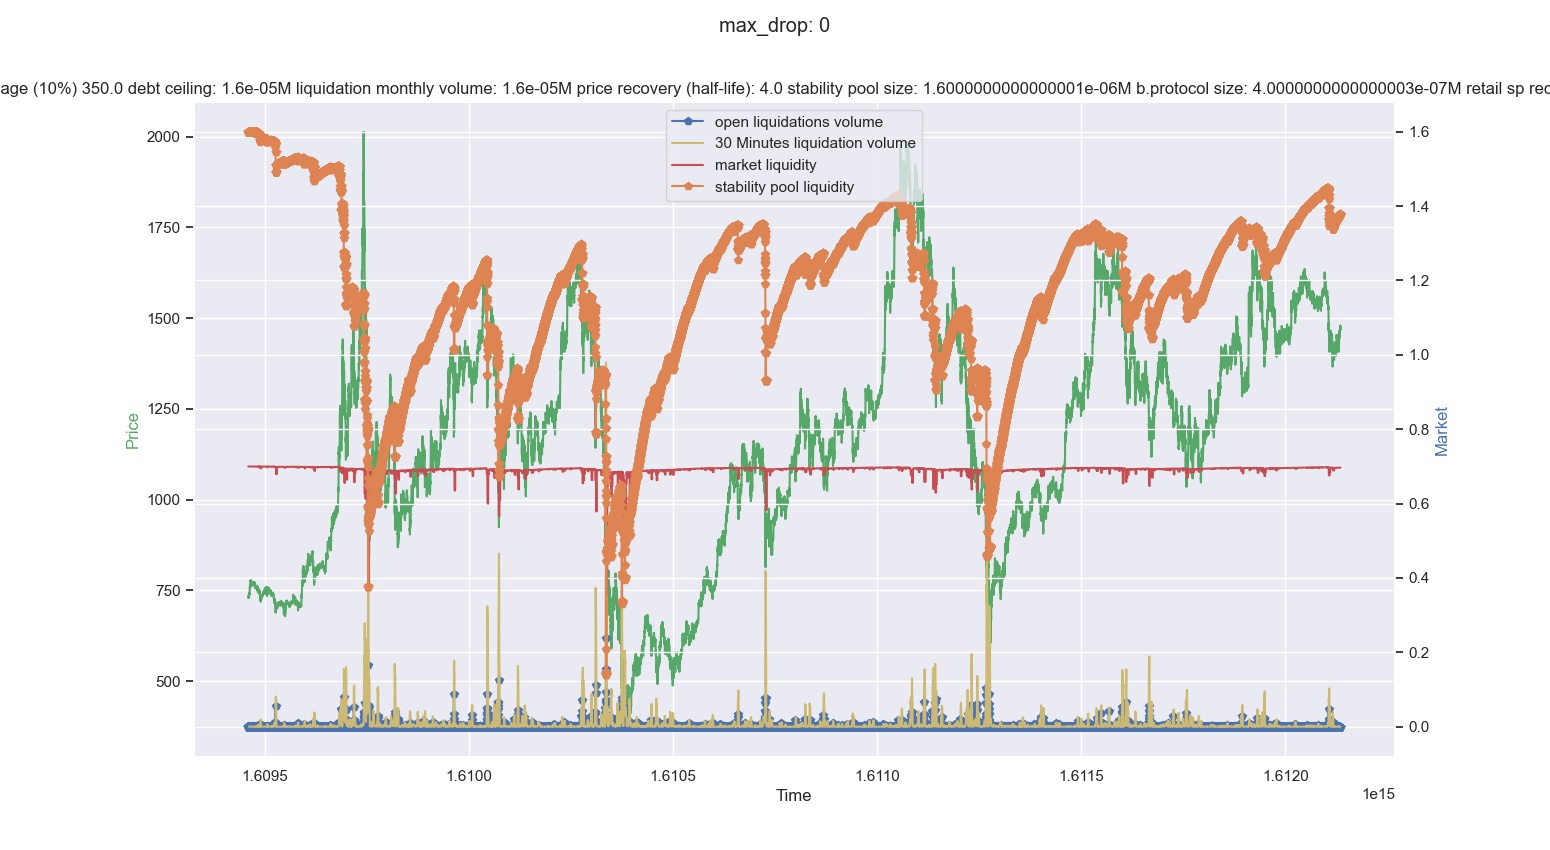 max_drop: 0
age (10%) 350.0 debt ceiling: 1.6e-05M liquidation monthly volume: 1.6e-05M price recovery (half-life): 4.0 stability pool size: 1.6000000000000001e-06M b.protocol size: 4.0000000000000003e-07M retail sp rec
open liquidations volume
30 Minutes liquidation volume
market liquidity
stability pool liquidity
2000
1750
1500
1250
1000
750
500
Price
1.6
1.4
1.2
1.0
0.8
0.6
0.4
0.2
0.0
Market
1.6095
1.6100
1.6105
1.6110
1.6115
1.6120
Time
1e15